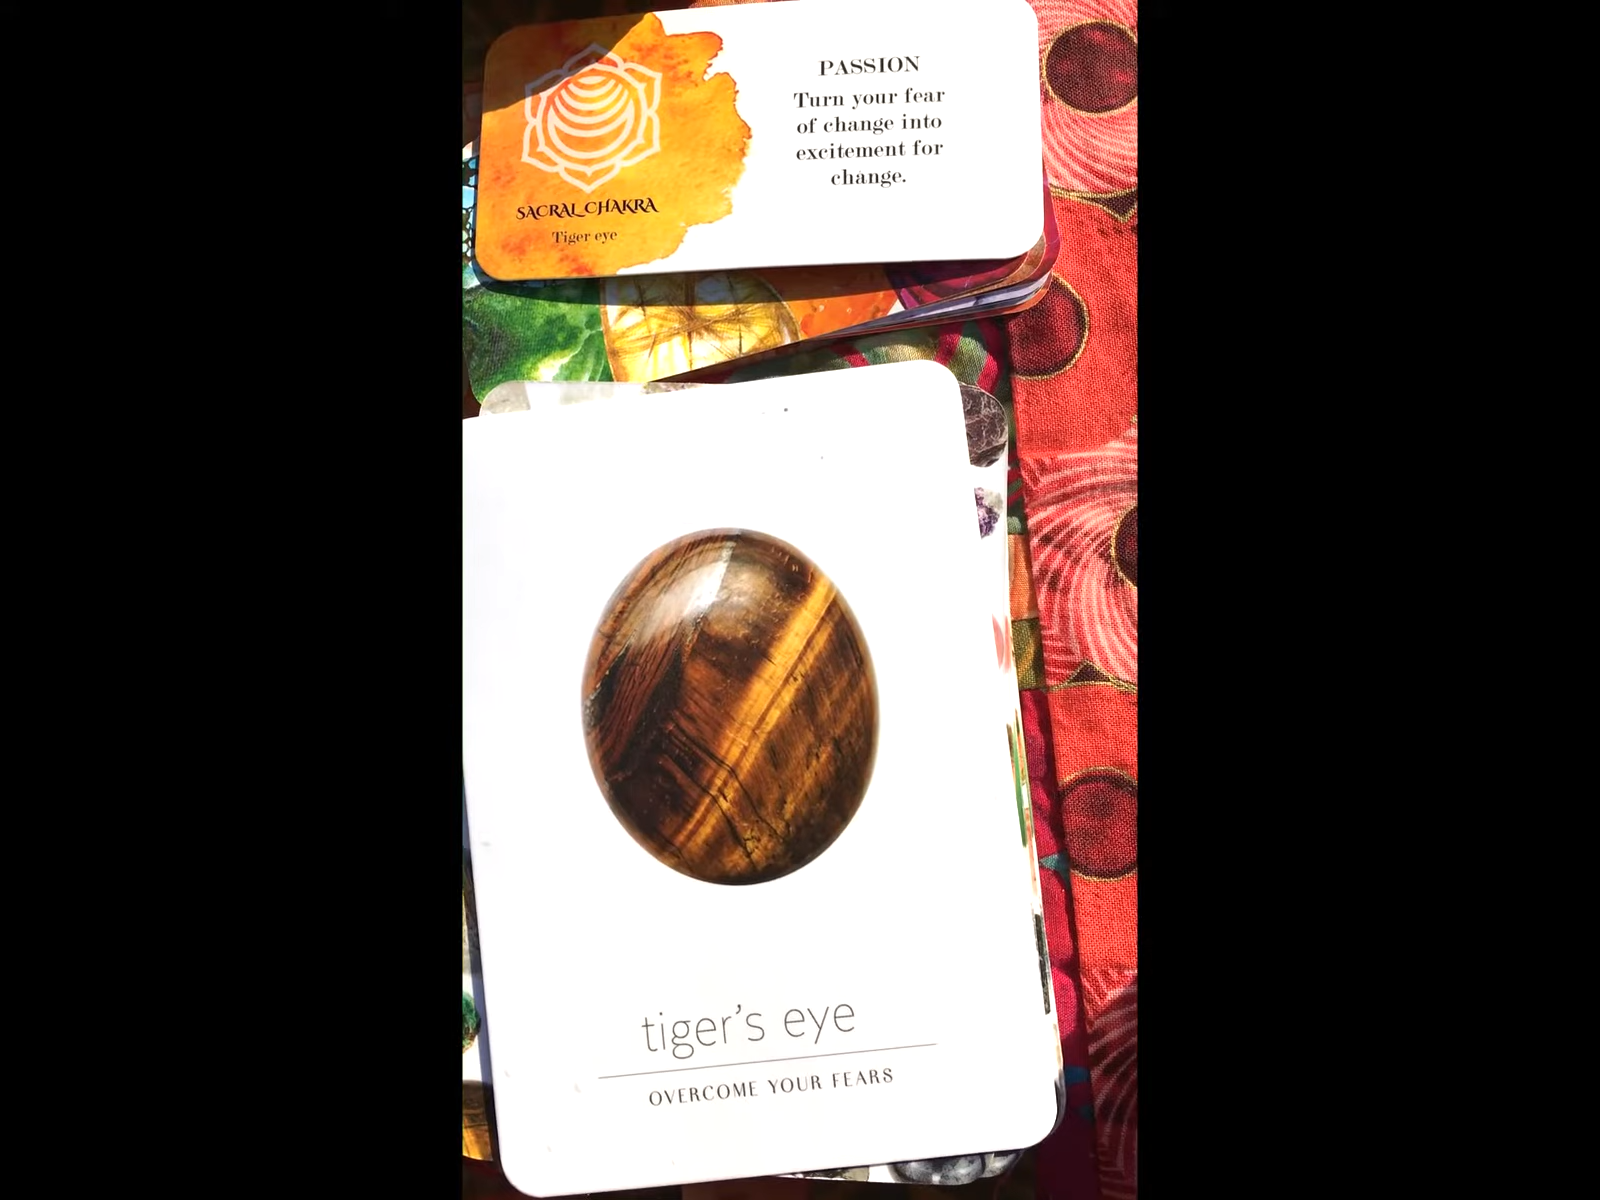 PASSION
Turn your fear
of change into
excitement for
change.
SACRAL CHAKRA
Tiger eye
tiger's eye
OVERCOME YOUR FEARS